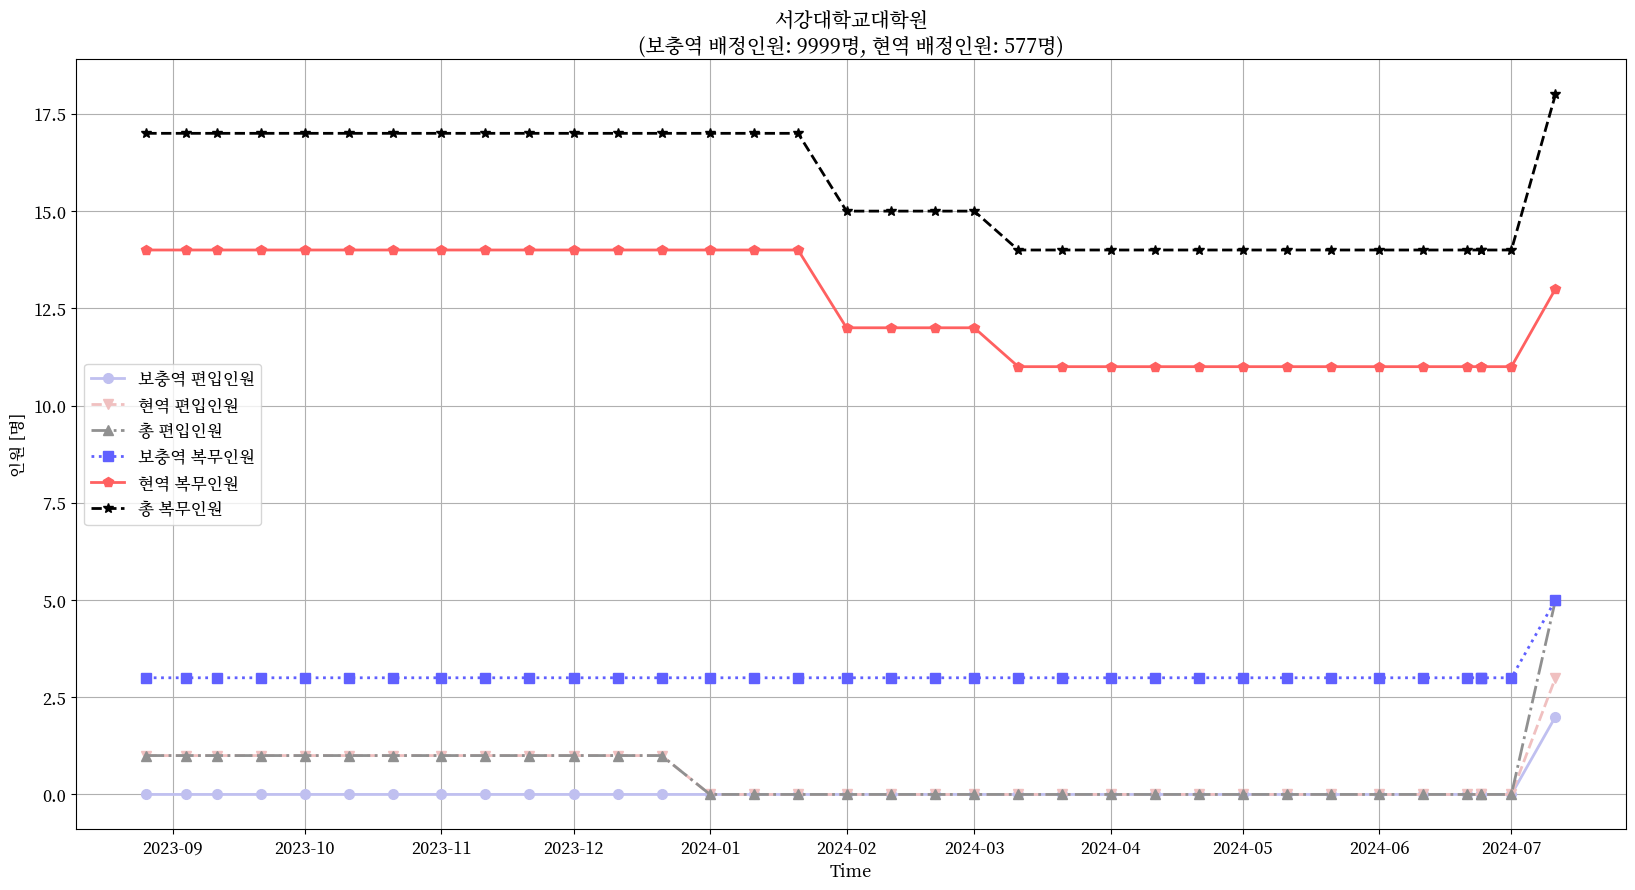 서강대학교대학원
(보충역 배정인원: 9999명, 현역 배정인원: 577명)
17.5
15.0
12.5
10.0
7.5
5.0
2.5
0.0
인원 [명]
보충역 편입인원
현역 편입인원
총 편입인원
보충역 복무인원
현역 복무인원
총 복무인원
2023-09
2023-10
2023-11
2023-12
2024-01
2024-02
2024-03
2024-04
2024-05
2024-06
2024-07
Time